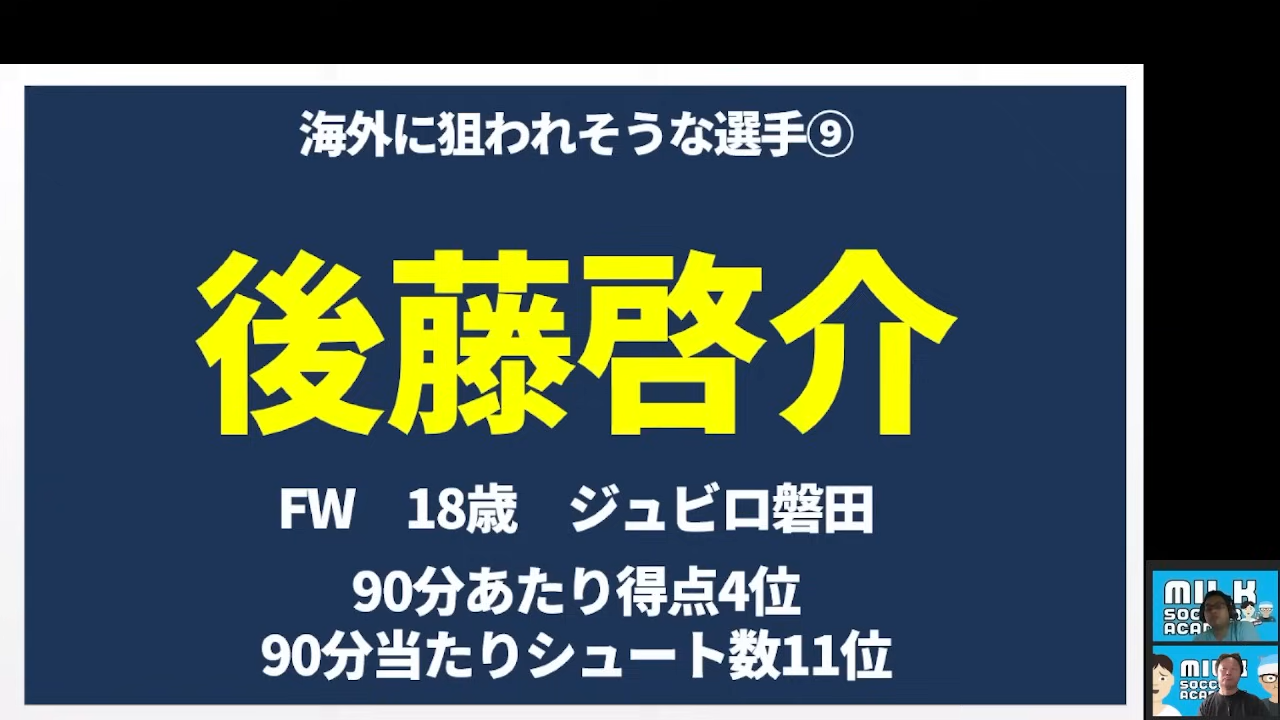 海外に狙われそうな選手⑨
後藤啓介
FW　18歳　ジュビロ磐田
90分あたり得点4位
90分当たりシュート数11位
MILK